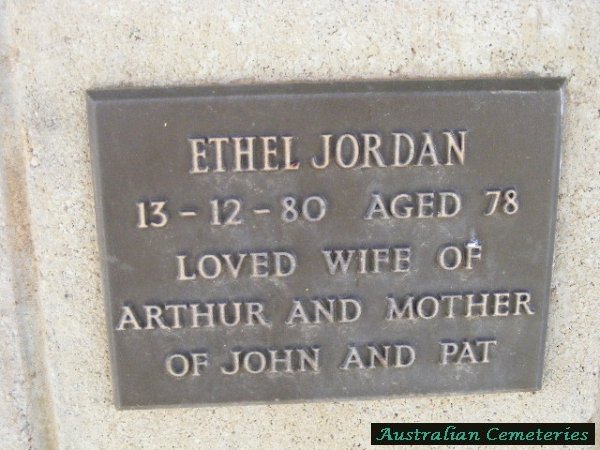 ETHEL JORDAN
13-12-80 AGED 78
LOVED WIFE OF
ARTHUR AND MOTHER
OF JOHN AND PAT
Australian Cemeteries